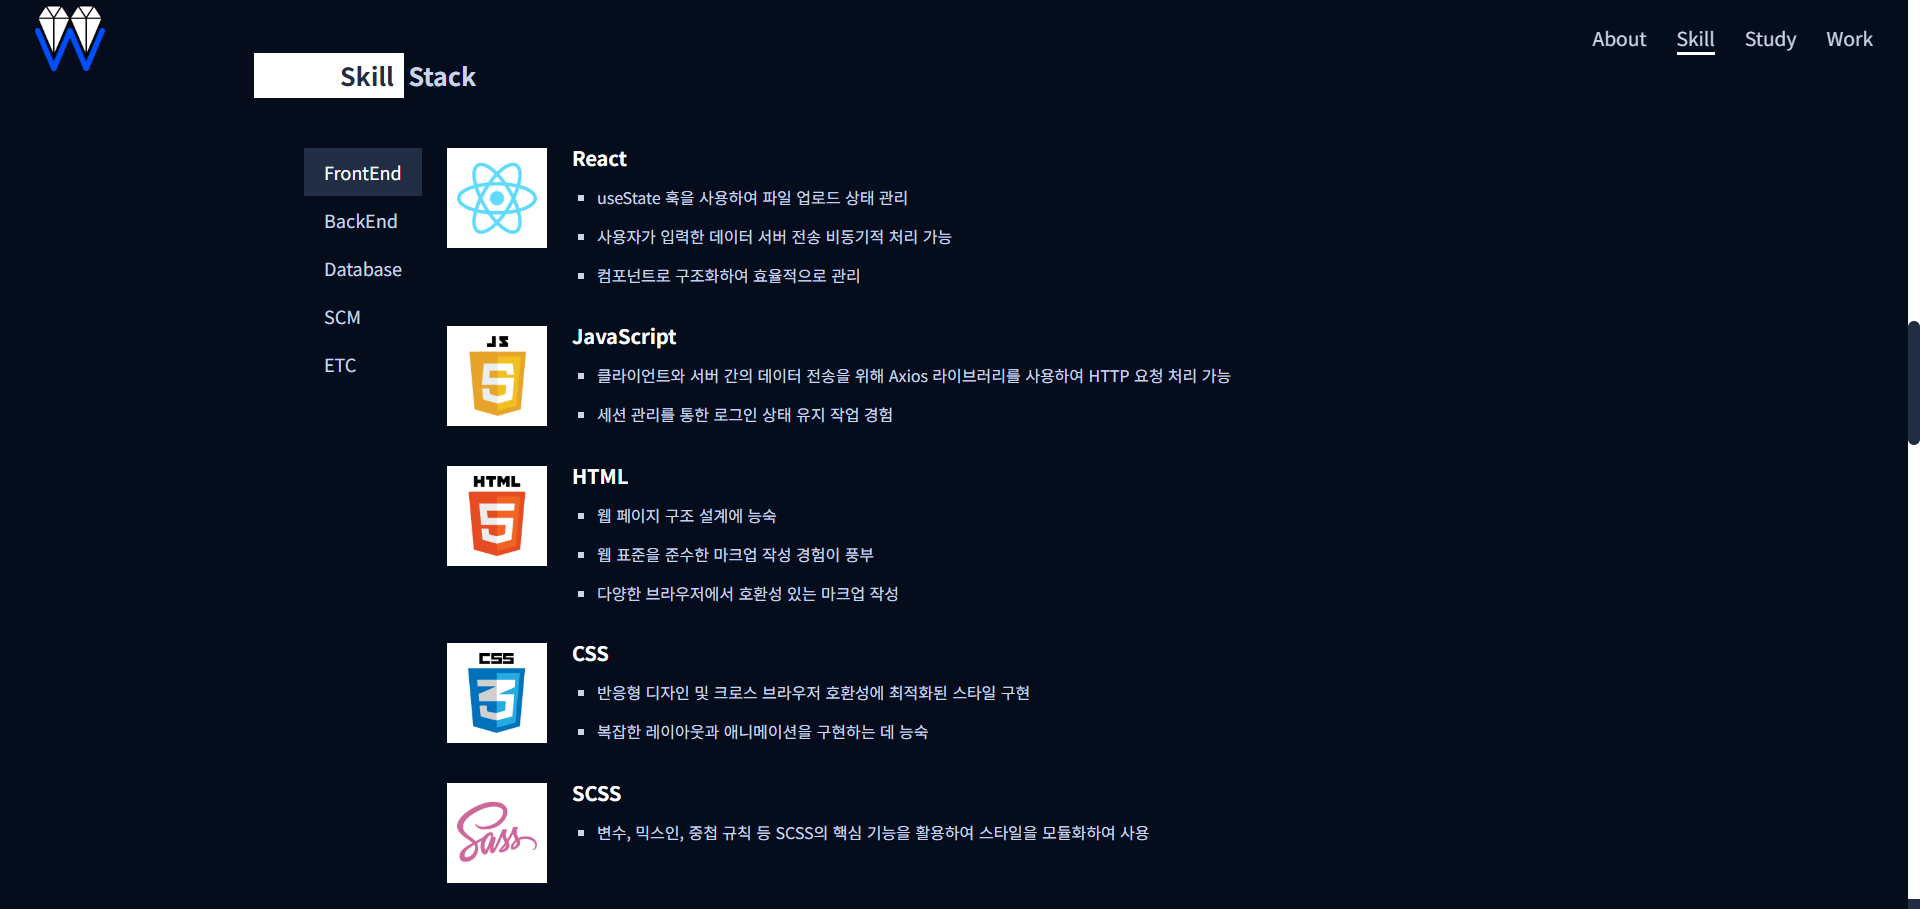 About Skill Study Work
Skill Stack
FrontEnd
BackEnd
Database
SCM
ETC
React
useState 훅을 사용하여 파일 업로드 상태 관리
사용자가 입력한 데이터 서버 전송 비동기적 처리 가능
컴포넌트로 구조화하여 효율적으로 관리
JS
JavaScript
클라이언트와 서버 간의 데이터 전송을 위해 Axios 라이브러리를 사용하여 HTTP 요청 처리 가능
세션 관리를 통한 로그인 상태 유지 작업 경험
HTML
5
HTML
웹 페이지 구조 설계에 능숙
웹 표준을 준수한 마크업 작성 경험이 풍부
다양한 브라우저에서 호환성 있는 마크업 작성
CSS
3
CSS
반응형 디자인 및 크로스 브라우저 호환성에 최적화된 스타일 구현
복잡한 레이아웃과 애니메이션을 구현하는 데 능숙
Sass
SCSS
변수, 믹스인, 중첩 규칙 등 SCSS의 핵심 기능을 활용하여 스타일을 모듈화하여 사용